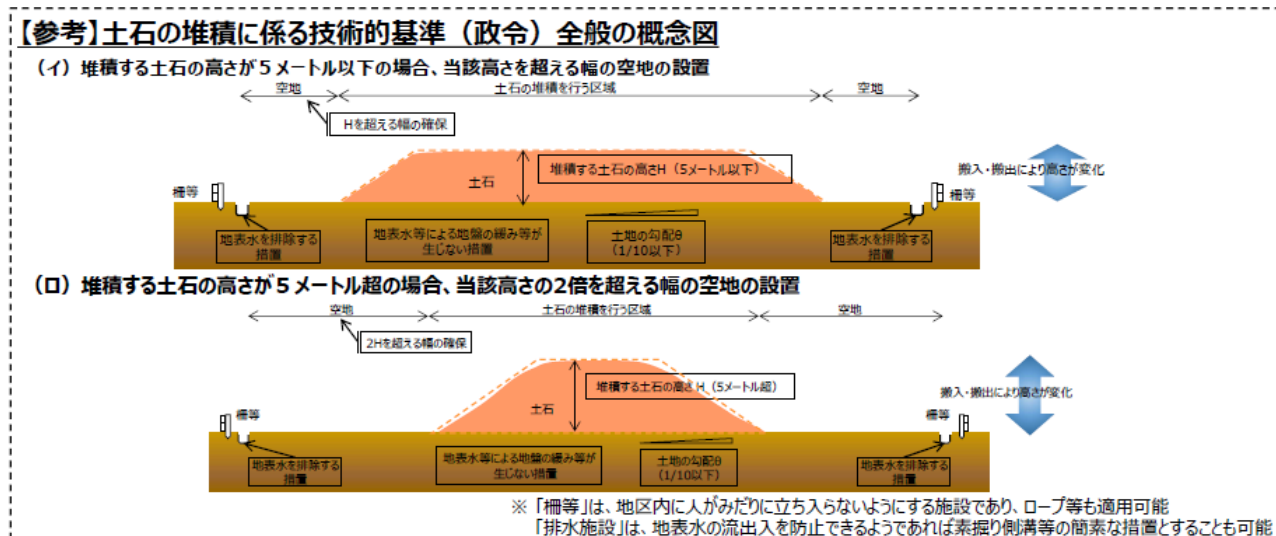 【参考】土石の堆積に係る技術的基準（政令）全般の概念図
（イ）堆積する土石の高さが５メートル以下の場合、当該高さを超える幅の空地の設置
空地
土石の堆積を行う区域
空地
Hを超える幅の確保
堆積する土石の高さH（5メートル以下）
土石
搬入・搬出により高さが変化
柵等
柵等
地表水を排除する
措置
地表水等による地盤の緩み等が
生じない措置
土地の勾配θ
（1/10以下）
地表水を排除する
措置
（ロ）堆積する土石の高さが５メートル超の場合、当該高さの2倍を超える幅の空地の設置
空地
土石の堆積を行う区域
空地
2Hを超える幅の確保
堆積する土石の高さH（5メートル超）
土石
搬入・搬出により高さが変化
柵等
柵等
地表水を排除する
措置
地表水等による地盤の緩み等が
生じない措置
土地の勾配θ
（1/10以下）
地表水を排除する
措置
※「柵等」は、地区内に人がみだりに立ち入らないようにする施設であり、ロープ等も適用可能
「排水施設」は、地表水の流出入を防止できるようであれば素掘り側溝等の簡素な措置とすることも可能